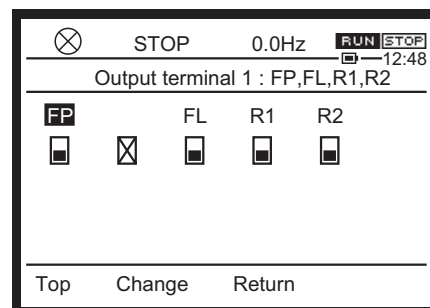 STOP 0.0Hz RUN STOP
12:48
Output terminal 1 : FP,FL,R1,R2
FP FL R1 R2
Top Change Return